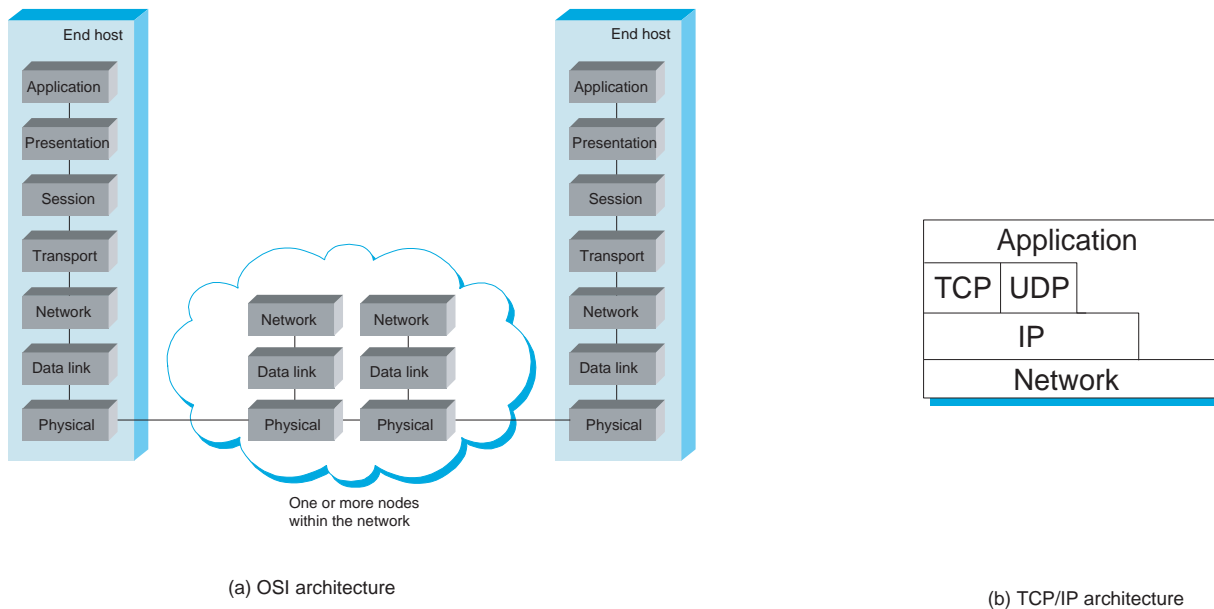 End host
Application
Presentation
Session
Transport
Network
Data link
Physical
Network
Data link
Physical
Network
Data link
Physical
One or more nodes
within the network
End host
Application
Presentation
Session
Transport
Network
Data link
Physical
(a) OSI architecture
Application
TCP UDP
IP
Network
(b) TCP/IP architecture